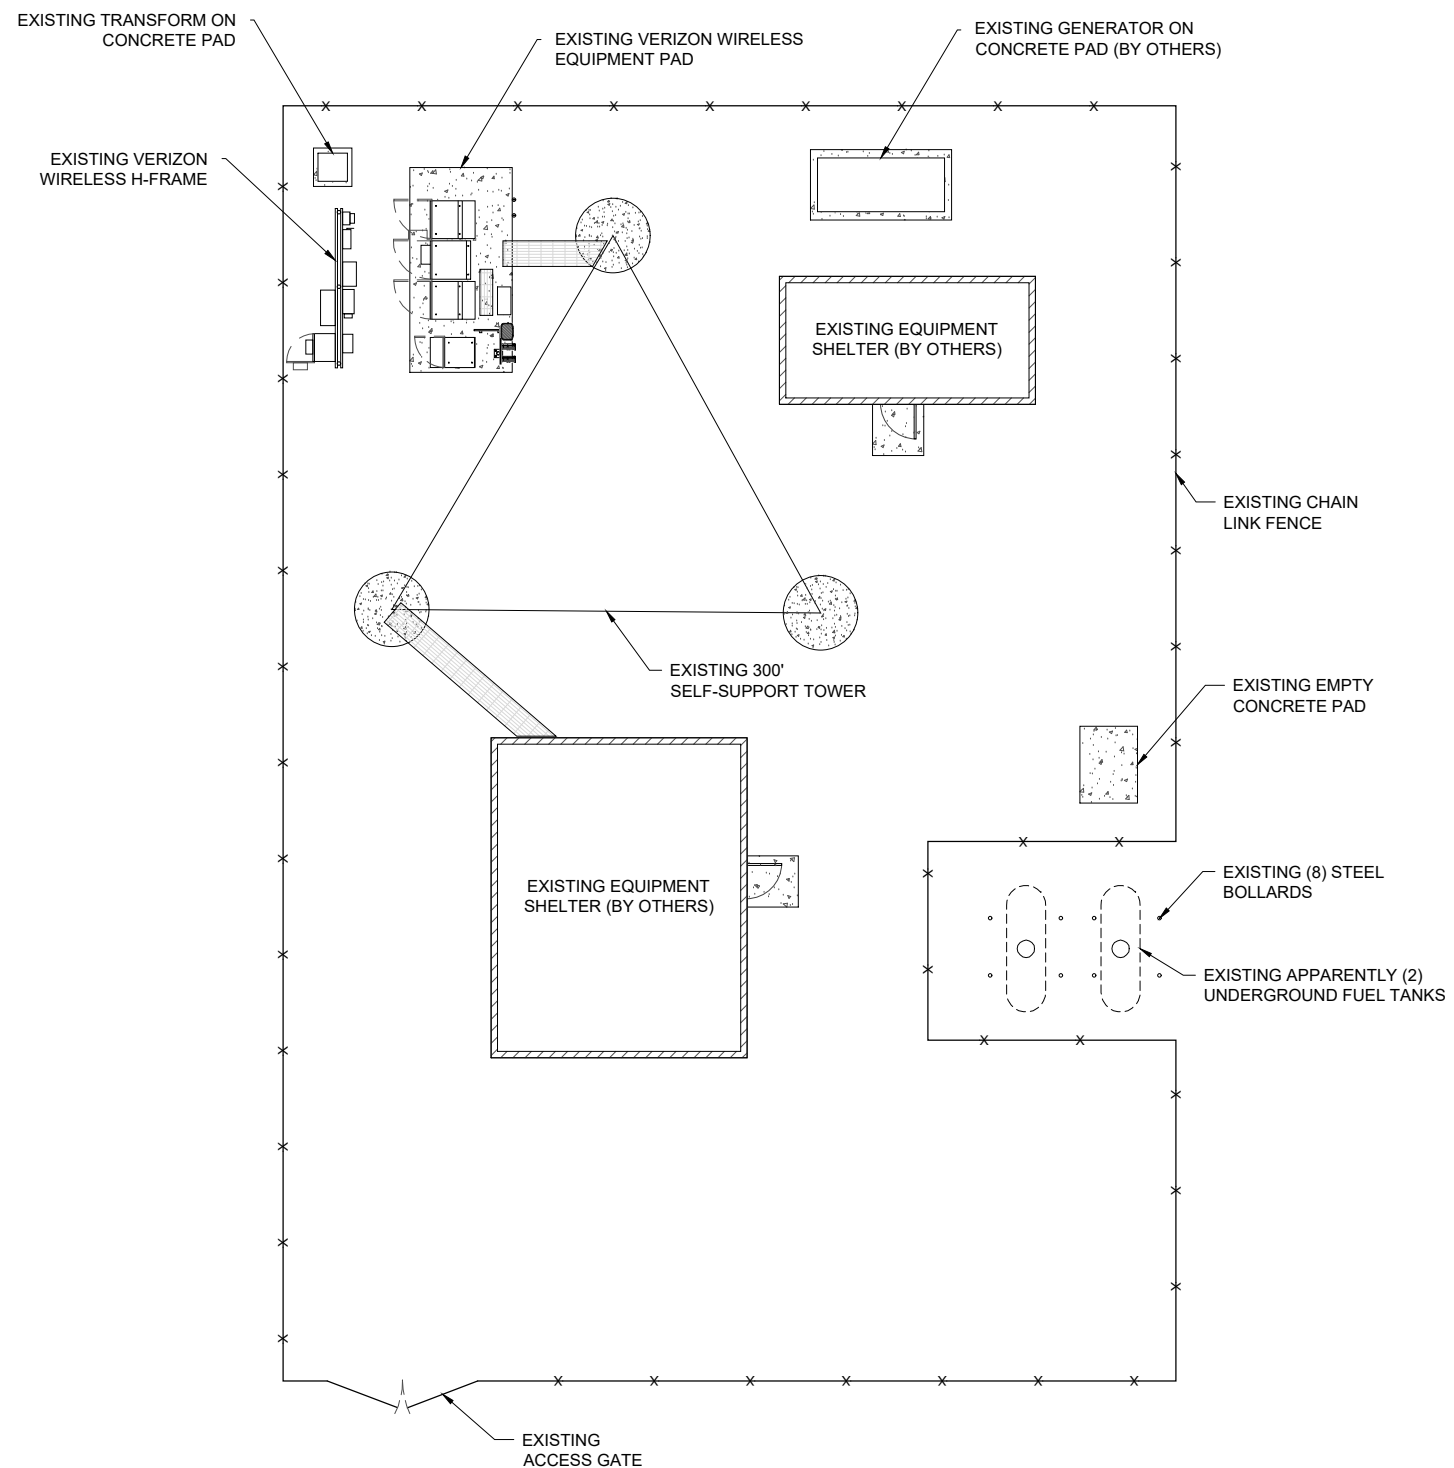 EXISTING TRANSFORM ON
CONCRETE PAD
EXISTING VERIZON WIRELESS
EQUIPMENT PAD
EXISTING GENERATOR ON
CONCRETE PAD (BY OTHERS)
EXISTING VERIZON
WIRELESS H-FRAME
EXISTING EQUIPMENT
SHELTER (BY OTHERS)
EXISTING CHAIN
LINK FENCE
EXISTING 300'
SELF-SUPPORT TOWER
EXISTING EMPTY
CONCRETE PAD
EXISTING EQUIPMENT
SHELTER (BY OTHERS)
EXISTING (8) STEEL
BOLLARDS
EXISTING APPARENTLY (2)
UNDERGROUND FUEL TANKS
EXISTING
ACCESS GATE